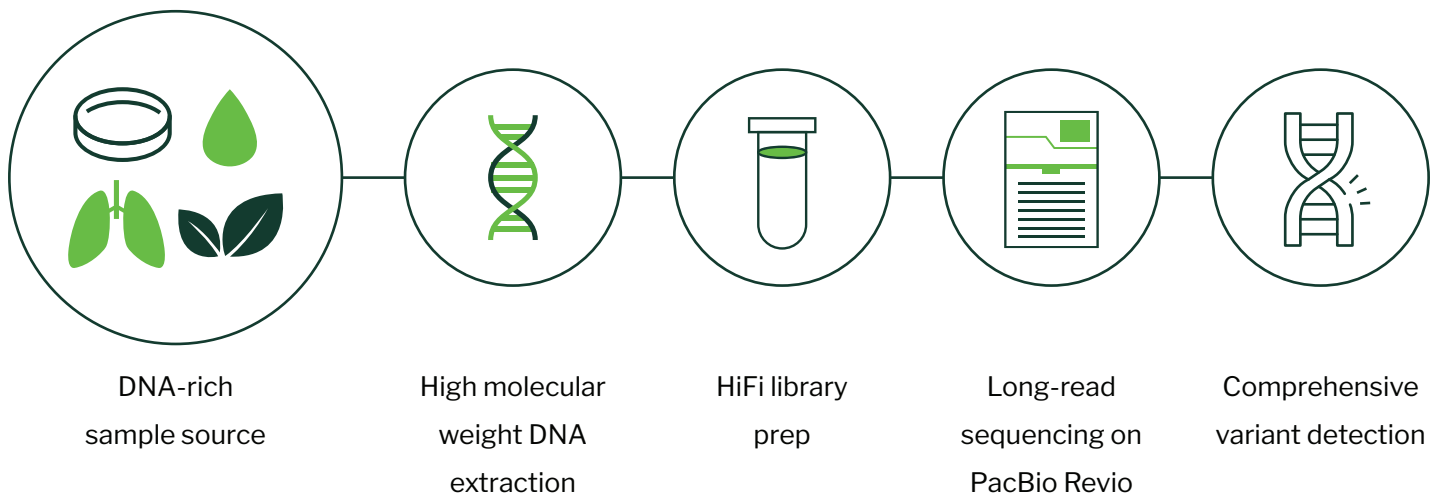 DNA-rich
sample source
High molecular
weight DNA
extraction
HiFi library
prep
Long-read
sequencing on
PacBio Revio
Comprehensive
variant detection